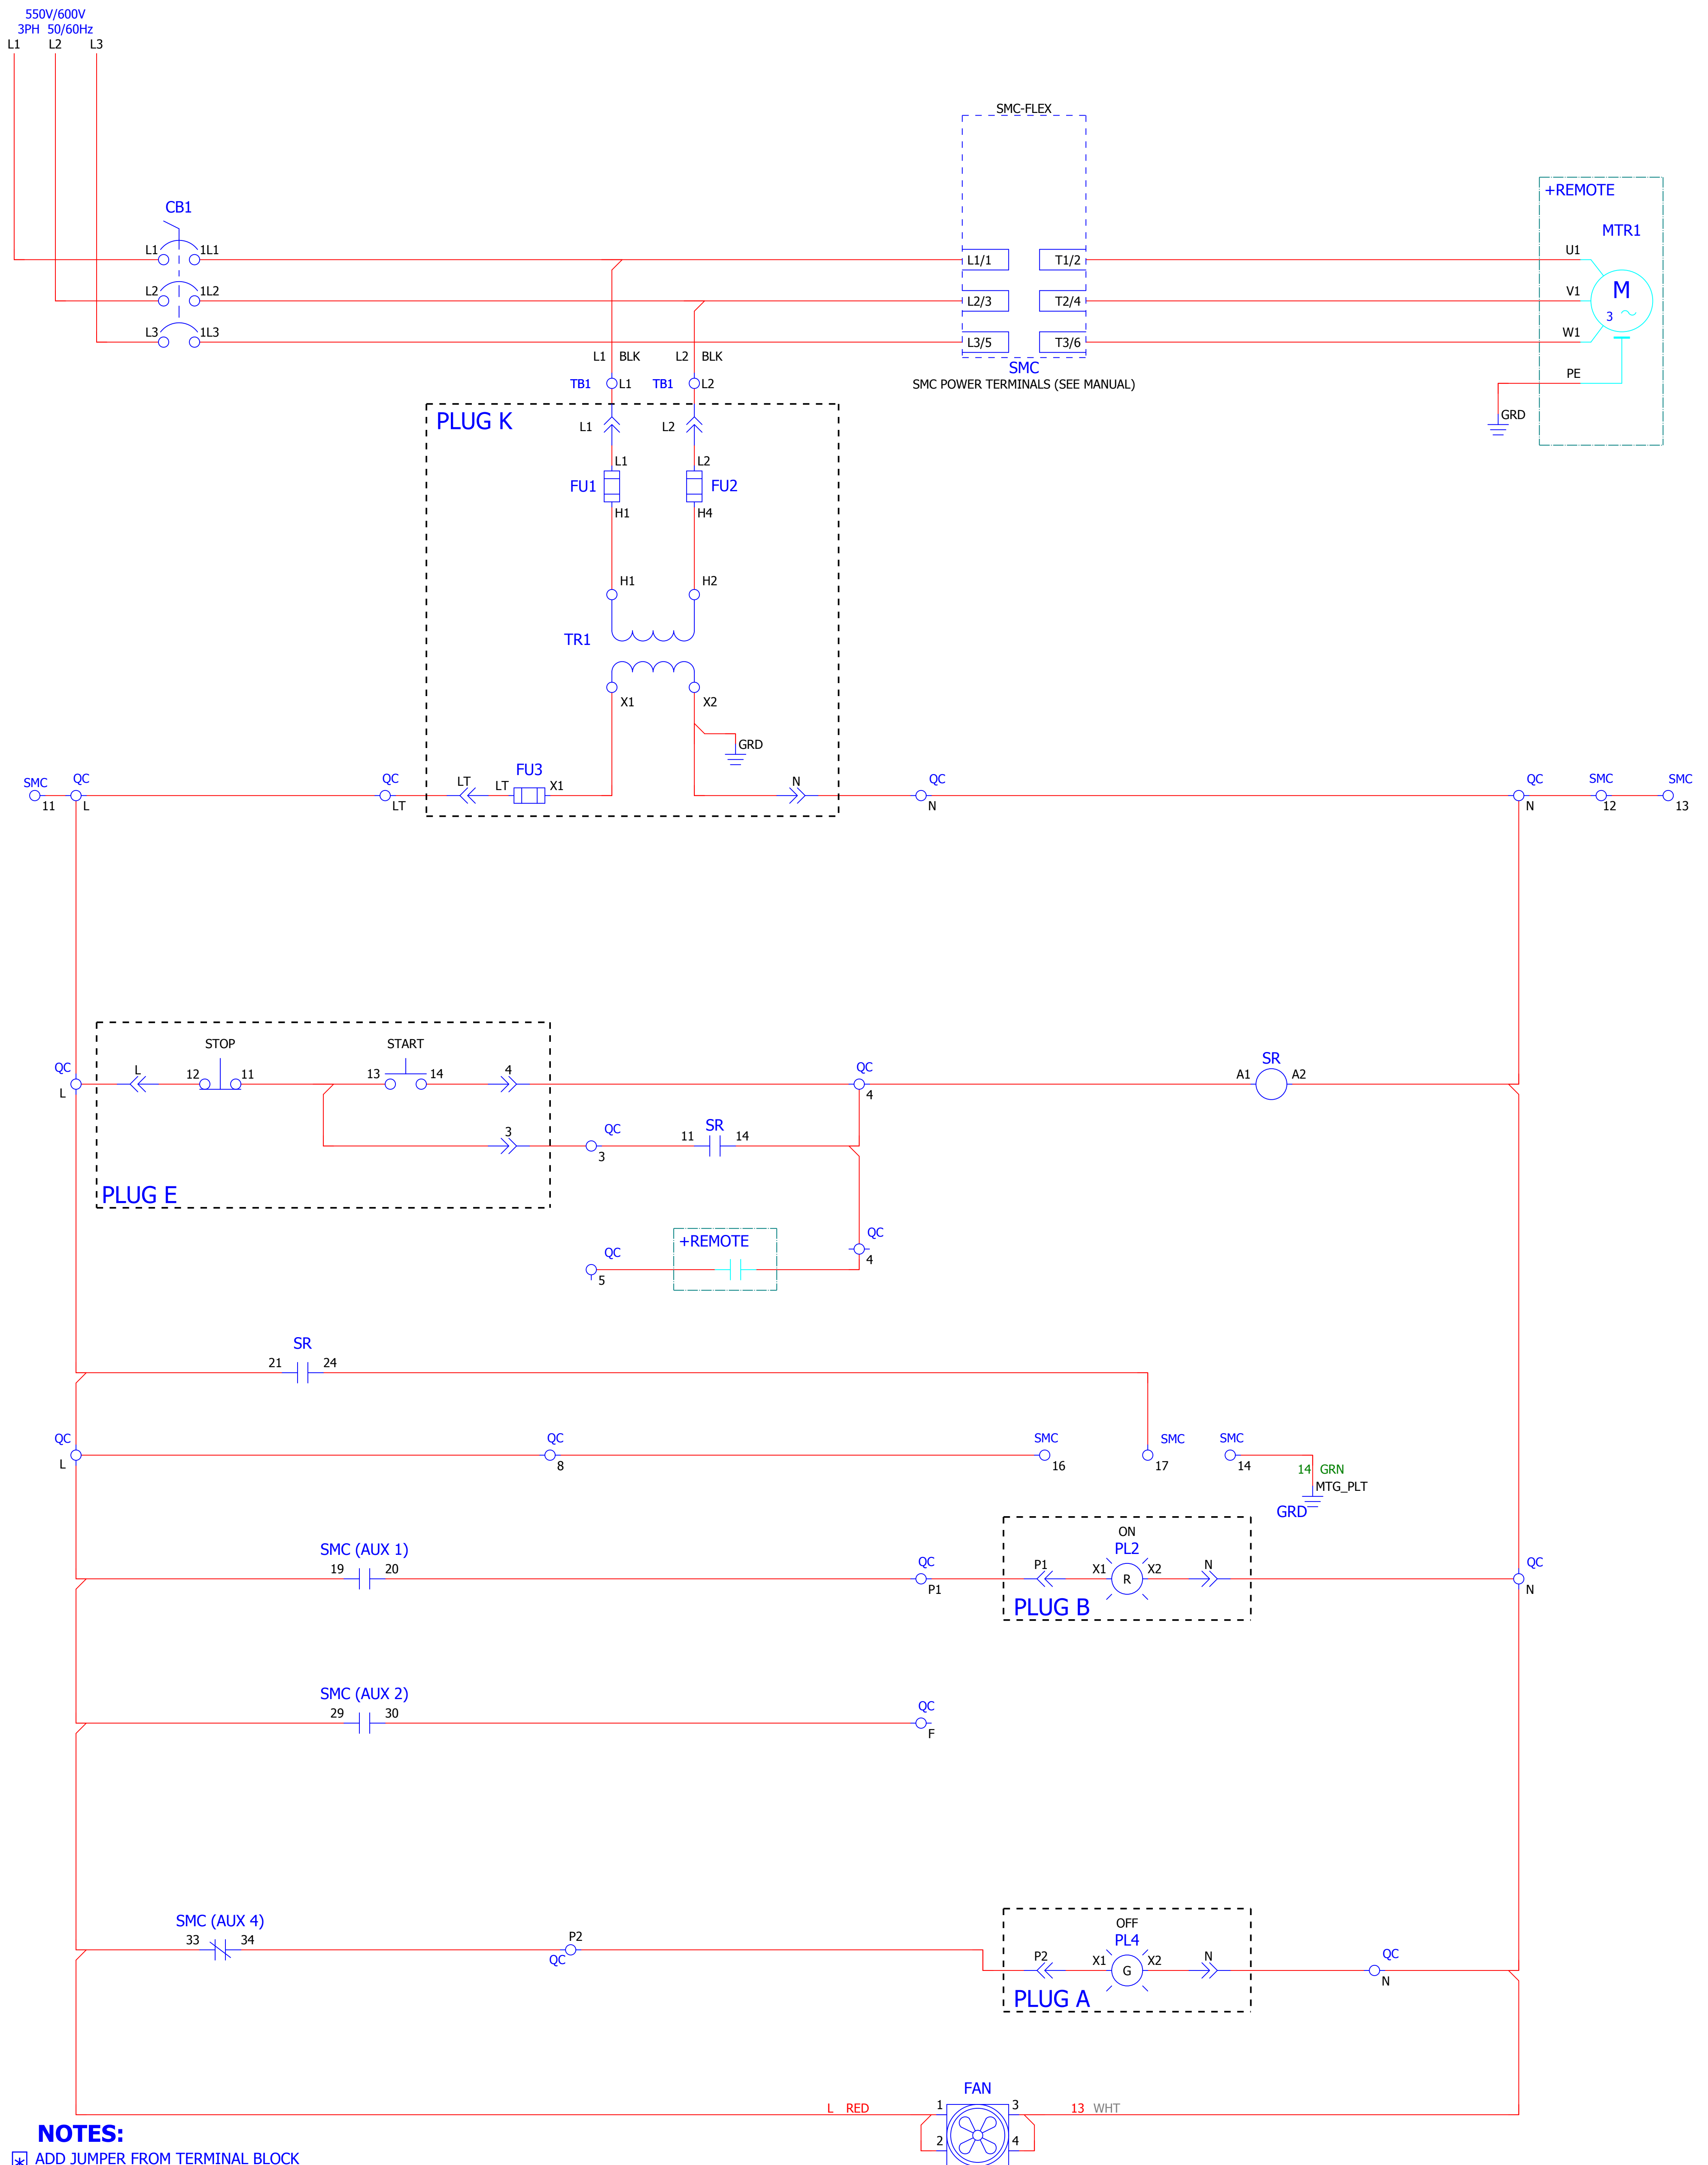 550V/600V
3PH 50/60Hz
L1 L2 L3
SMC-FLEX
+REMOTE
CB1
MTR1
L1 1L1 L1/1 T1/2 U1
L2 1L2 L2/3 T2/4 V1
M
3
L3 1L3 L3/5 T3/6 W1
L1 BLK L2 BLK
SMC
SMC POWER TERMINALS (SEE MANUAL)
PE
TB1 L1 TB1 L2
PLUG K
L1 L2
GRD
L1 L2
FU1 FU2
H1 H4
H1 H2
TR1
X1 X2
GRD
FU3
SMC QC QC LT LT X1 N QC QC SMC SMC
11 L LT N N 12 13
STOP START
QC L 12 11 13 14 4 QC SR
A1 A2
L 4
3 QC 11 SR 14
3
PLUG E
+REMOTE
QC QC
5 4
SR
21 24
QC QC SMC SMC SMC
L 8 16 17 14
14 GRN
MTG_PLT
GRD
ON
PL2
SMC (AUX 1)
19 20 QC P1 X1 R X2 N QC
P1 N
PLUG B
SMC (AUX 2)
29 30 QC
F
OFF
PL4
SMC (AUX 4)
33 34 P2
QC
P2 X1 G X2 N QC
N
PLUG A
FAN
L RED 1 3 13 WHT
2 4
NOTES:
* ADD JUMPER FROM TERMINAL BLOCK